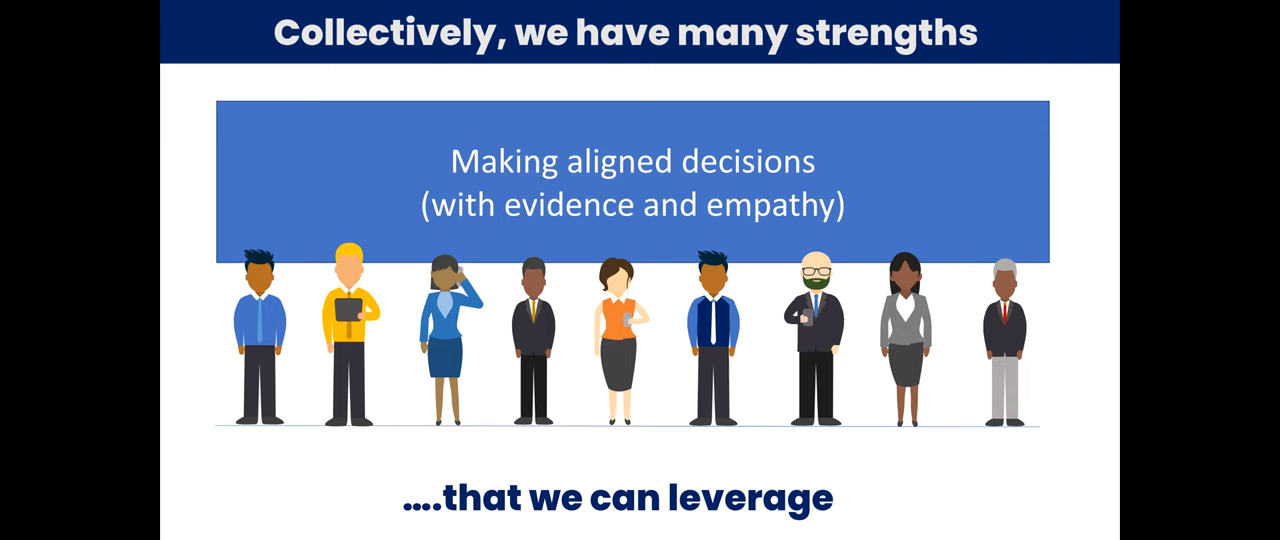 Collectively, we have many strengths
Making aligned decisions
(with evidence and empathy)
....that we can leverage